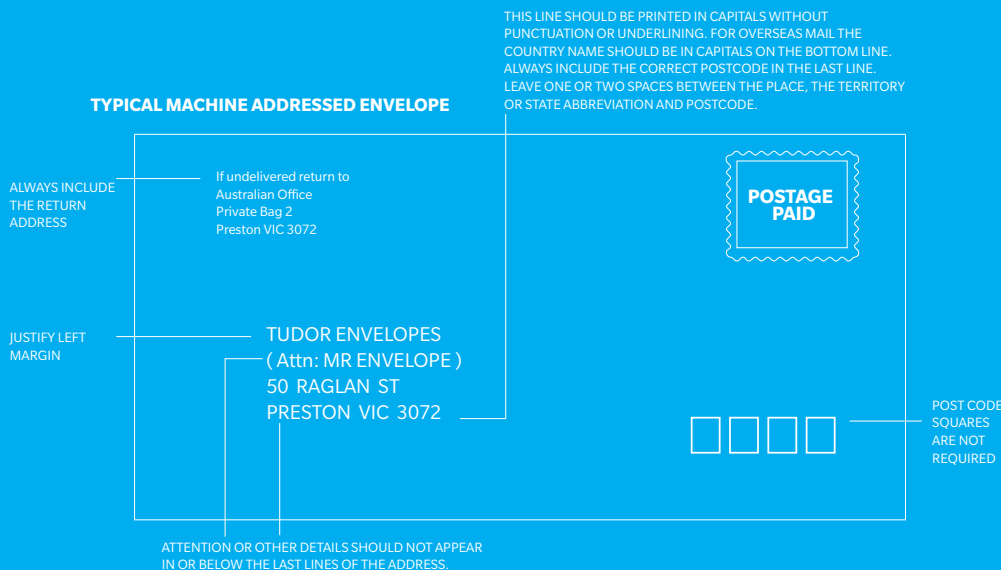 THIS LINE SHOULD BE PRINTED IN CAPITALS WITHOUT
PUNCTUATION OR UNDERLINING. FOR OVERSEAS MAIL THE
COUNTRY NAME SHOULD BE IN CAPITALS ON THE BOTTOM LINE.
ALWAYS INCLUDE THE CORRECT POSTCODE IN THE LAST LINE.
LEAVE ONE OR TWO SPACES BETWEEN THE PLACE, THE TERRITORY
OR STATE ABBREVIATION AND POSTCODE.
TYPICAL MACHINE ADDRESSED ENVELOPE
ALWAYS INCLUDE
THE RETURN
ADDRESS
If undelivered return to
Australian Office
Private Bag 2
Preston VIC 3072
POSTAGE
PAID
JUSTIFY LEFT
MARGIN
TUDOR ENVELOPES
( Attn: MR ENVELOPE )
50 RAGLAN ST
PRESTON VIC 3072
POST CODE
SQUARES
ARE NOT
REQUIRED
ATTENTION OR OTHER DETAILS SHOULD NOT APPEAR
IN OR BELOW THE LAST LINES OF THE ADDRESS.